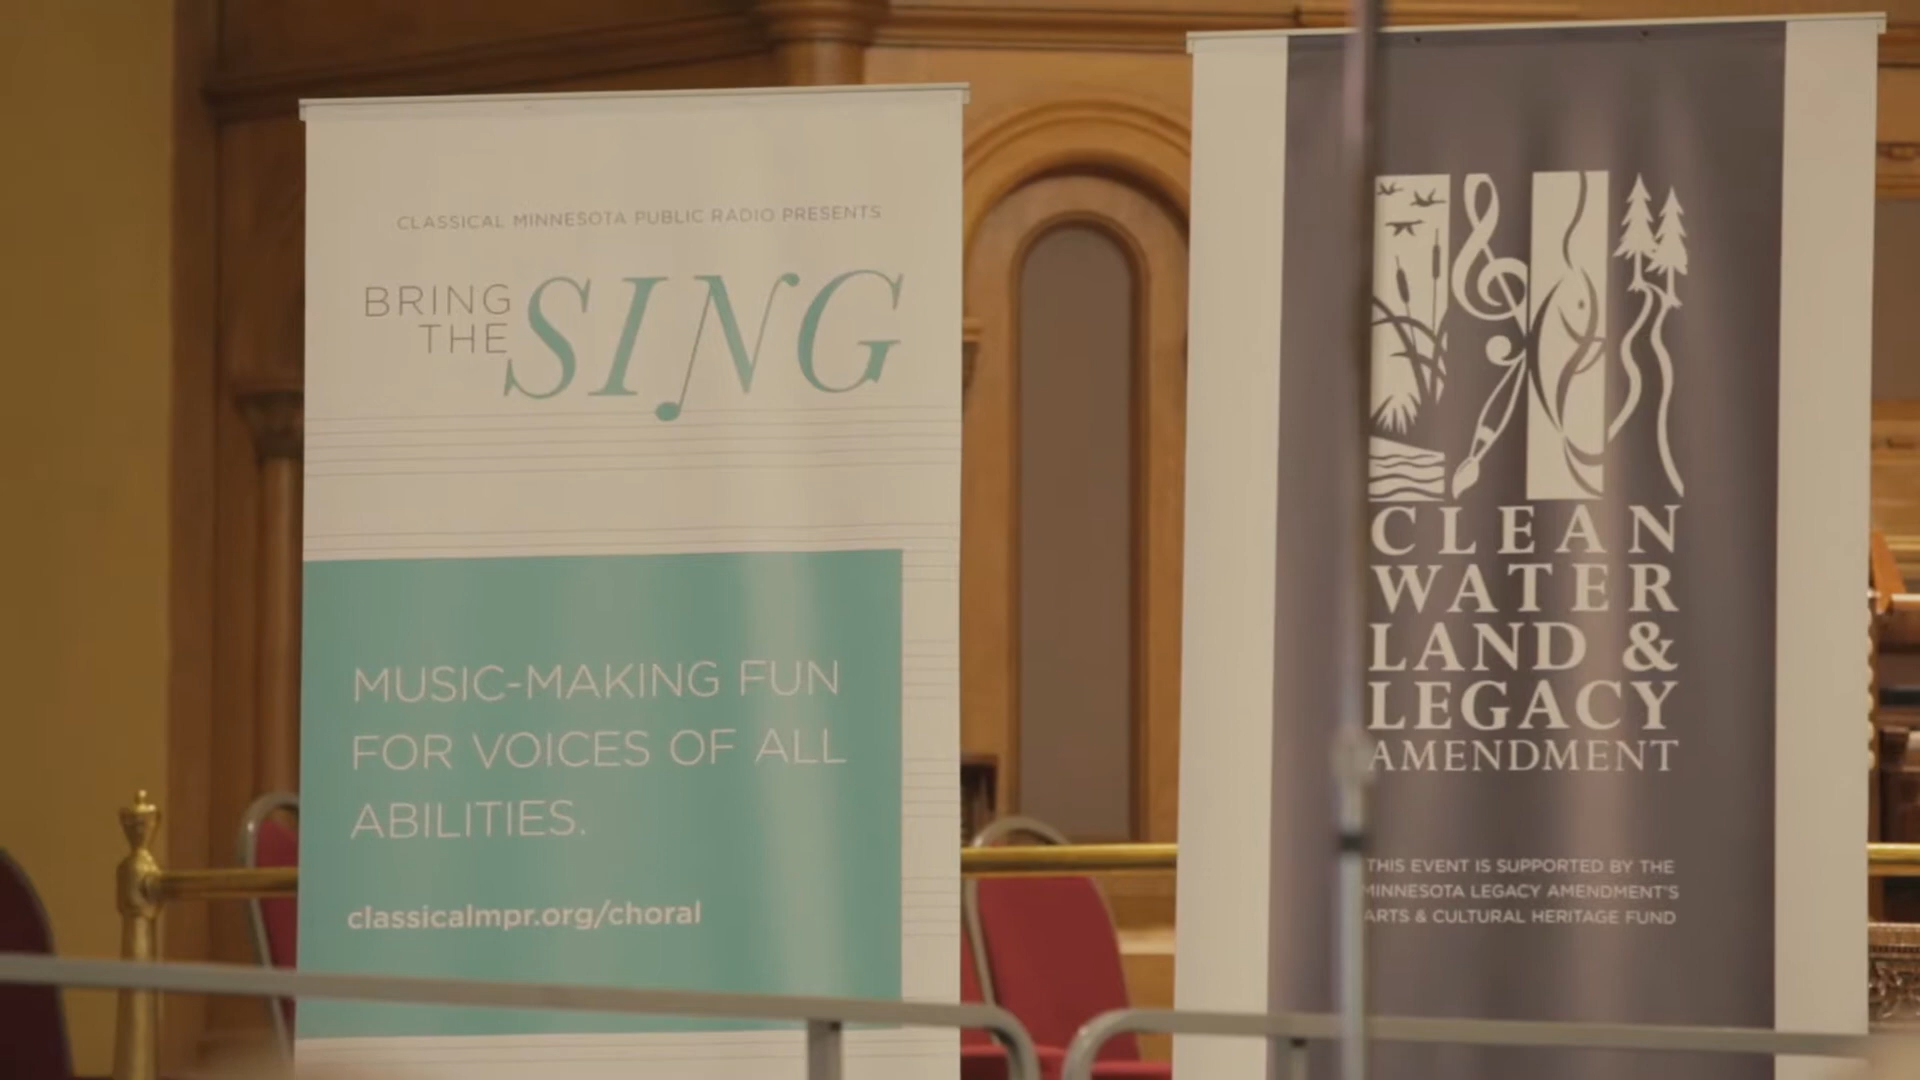 CLASSICAL MINNESOTA PUBLIC RADIO PRESENTS
BRING
THE
SING
MUSIC-MAKING FUN
FOR VOICES OF ALL
ABILITIES.
classicalmpr.org/choral
CLEAN
WATER
LAND &
LEGACY
AMENDMENT
THIS EVENT IS SUPPORTED BY THE
MINNESOTA LEGACY AMENDMENT'S
ARTS & CULTURAL HERITAGE FUND